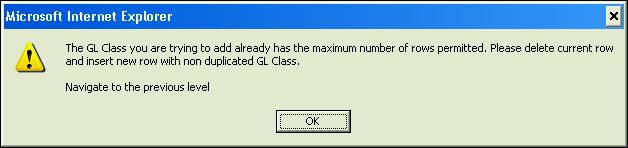 Microsoft Internet Explorer
The GL Class you are trying to add already has the maximum number of rows permitted. Please delete current row
and insert new row with non duplicated GL Class.
Navigate to the previous level
OK